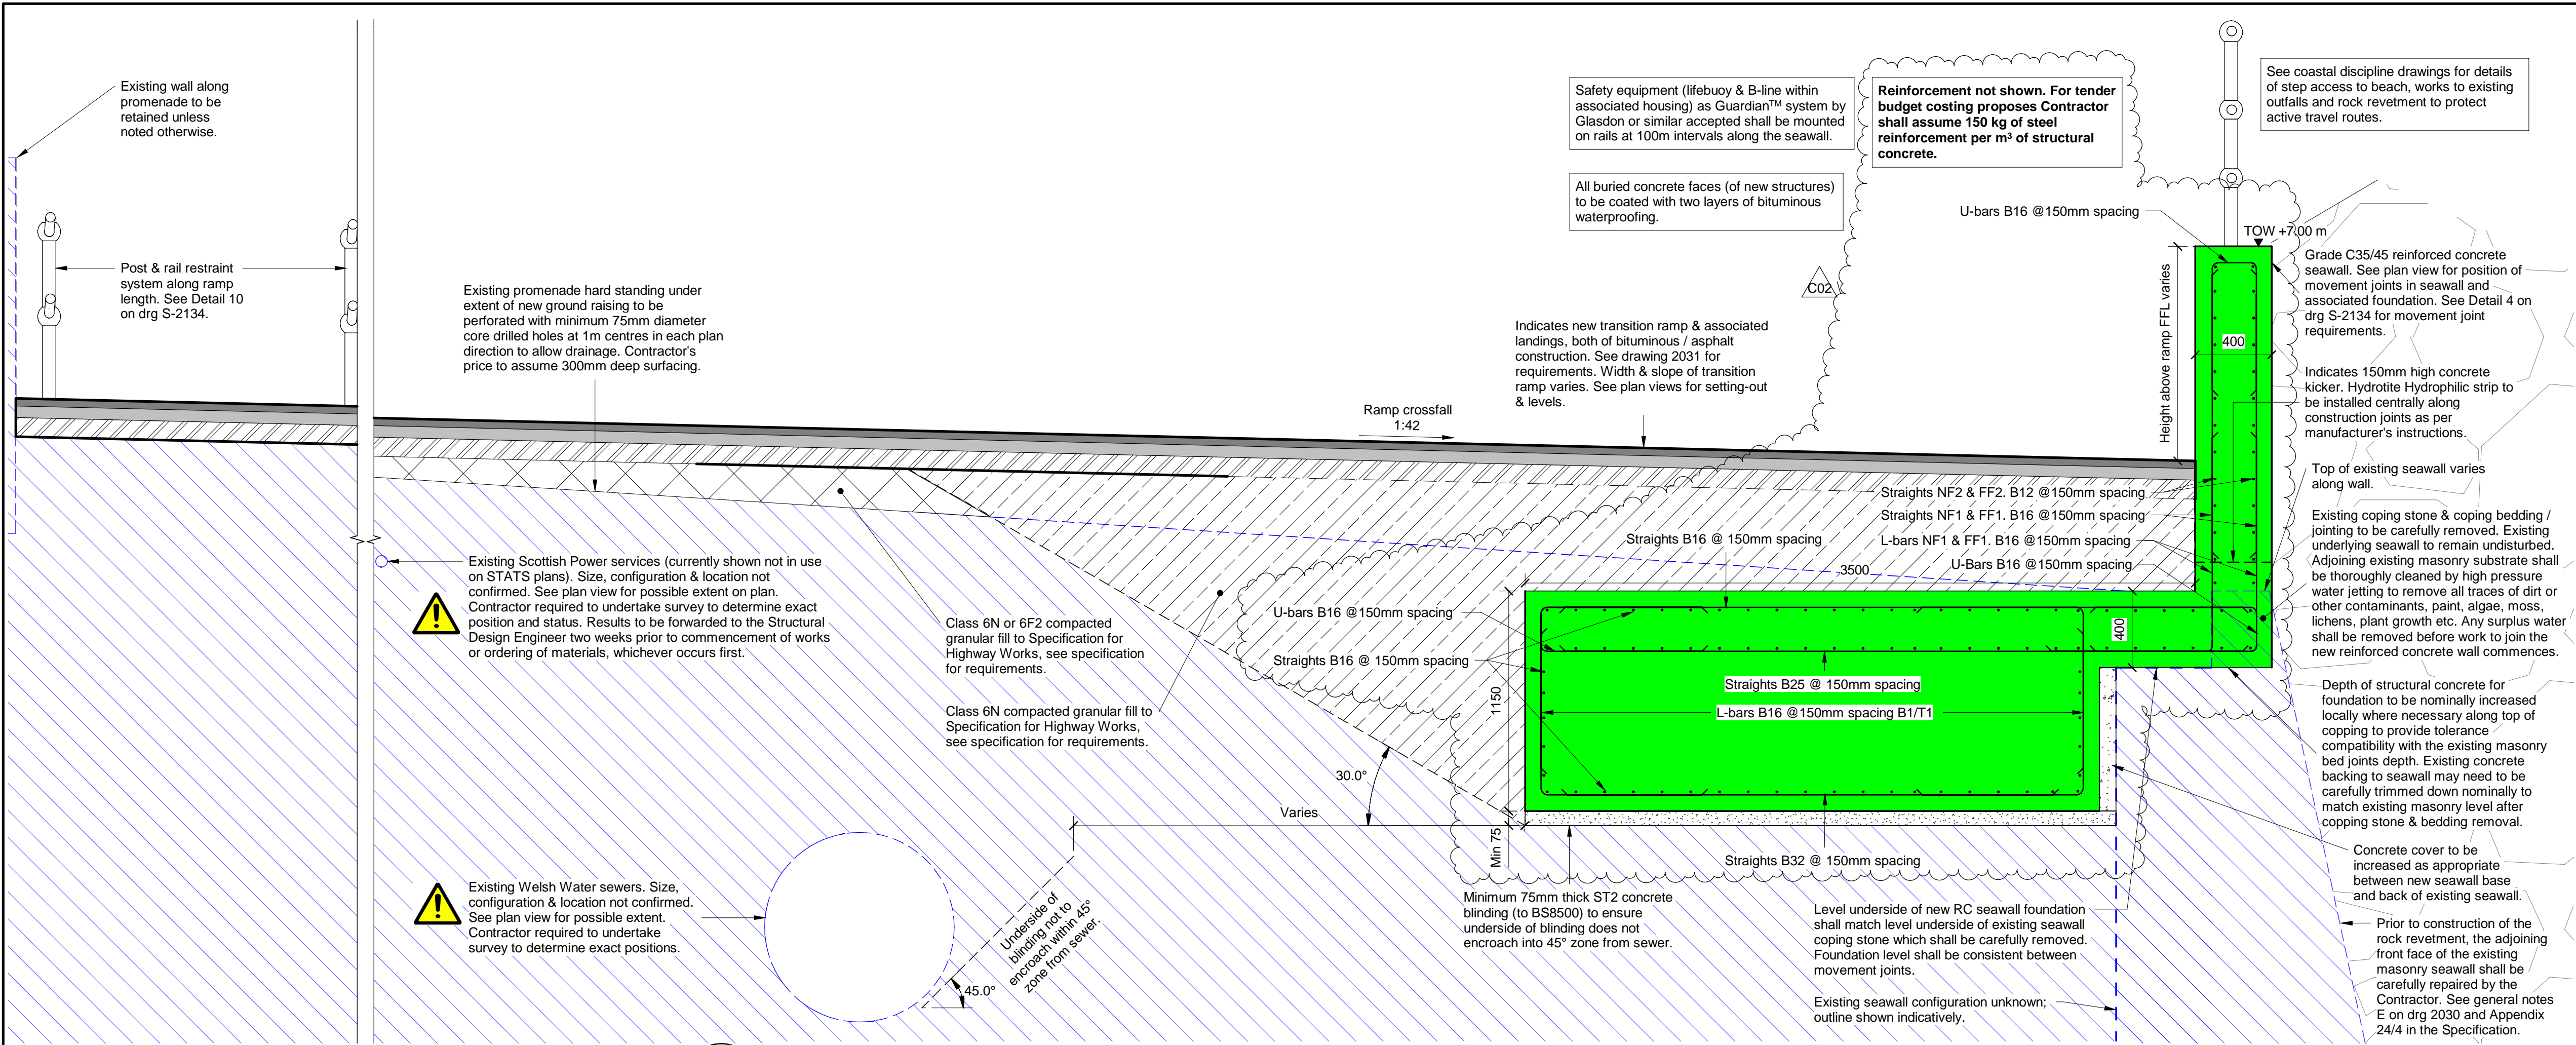 Existing wall along
promenade to be
retained unless
noted otherwise.
Post & rail restraint
system along ramp
length. See Detail 10
on drg S-2134.
Existing promenade hard standing under
extent of new ground raising to be
perforated with minimum 75mm diameter
core drilled holes at 1m centres in each plan
direction to allow drainage. Contractor's
price to assume 300mm deep surfacing.
Safety equipment (lifebuoy & B-line within
associated housing) as Guardian™ system by
Glasdon or similar accepted shall be mounted
on rails at 100m intervals along the seawall.
All buried concrete faces (of new structures)
to be coated with two layers of bituminous
waterproofing.
Reinforcement not shown. For tender
budget costing proposes Contractor
shall assume 150 kg of steel
reinforcement per m³ of structural
concrete.
See coastal discipline drawings for details
of step access to beach, works to existing
outfalls and rock revetment to protect
active travel routes.
C02
U-bars B16 @150mm spacing
TOW +7.00 m
Height above ramp FFL varies
400
Grade C35/45 reinforced concrete
seawall. See plan view for position of
movement joints in seawall and
associated foundation. See Detail 4 on
drg S-2134 for movement joint
requirements.
Indicates 150mm high concrete
kicker. Hydrotite Hydrophilic strip to
be installed centrally along
construction joints as per
manufacturer's instructions.
Indicates new transition ramp & associated
landings, both of bituminous / asphalt
construction. See drawing 2031 for
requirements. Width & slope of transition
ramp varies. See plan views for setting-out
& levels.
Ramp crossfall
1:42
Top of existing seawall varies
along wall.
Straights NF2 & FF2. B12 @150mm spacing
Straights NF1 & FF1. B16 @150mm spacing
L-bars NF1 & FF1. B16 @150mm spacing
U-Bars B16 @150mm spacing
Straights B16 @ 150mm spacing
3500
Existing coping stone & coping bedding /
jointing to be carefully removed. Existing
underlying seawall to remain undisturbed.
Adjoining existing masonry substrate shall
be thoroughly cleaned by high pressure
water jetting to remove all traces of dirt or
other contaminants, paint, algae, moss,
lichens, plant growth etc. Any surplus water
shall be removed before work to join the
new reinforced concrete wall commences.
Existing Scottish Power services (currently shown not in use
on STATS plans). Size, configuration & location not
confirmed. See plan view for possible extent on plan.
Contractor required to undertake survey to determine exact
position and status. Results to be forwarded to the Structural
Design Engineer two weeks prior to commencement of works
or ordering of materials, whichever occurs first.
Class 6N or 6F2 compacted
granular fill to Specification for
Highway Works, see specification
for requirements.
Class 6N compacted granular fill to
Specification for Highway Works,
see specification for requirements.
U-bars B16 @150mm spacing
Straights B16 @ 150mm spacing
400
1150
Straights B25 @ 150mm spacing
L-bars B16 @150mm spacing B1/T1
Depth of structural concrete for
foundation to be nominally increased
locally where necessary along top of
copping to provide tolerance
compatibility with the existing masonry
bed joints depth. Existing concrete
backing to seawall may need to be
carefully trimmed down nominally to
match existing masonry level after
copping stone & bedding removal.
30.0°
Varies
Min 75
Straights B32 @ 150mm spacing
Concrete cover to be
increased as appropriate
between new seawall base
and back of existing seawall.
Existing Welsh Water sewers. Size,
configuration & location not confirmed.
See plan view for possible extent.
Contractor required to undertake
survey to determine exact positions.
Underside of
blinding not to
encroach within 45°
zone from sewer.
45.0°
Minimum 75mm thick ST2 concrete
blinding (to BS8500) to ensure
underside of blinding does not
encroach into 45° zone from sewer.
Level underside of new RC seawall foundation
shall match level underside of existing seawall
coping stone which shall be carefully removed.
Foundation level shall be consistent between
movement joints.
Existing seawall configuration unknown;
outline shown indicatively.
Prior to construction of the
rock revetment, the adjoining
front face of the existing
masonry seawall shall be
carefully repaired by the
Contractor. See general notes
E on drg 2030 and Appendix
24/4 in the Specification.